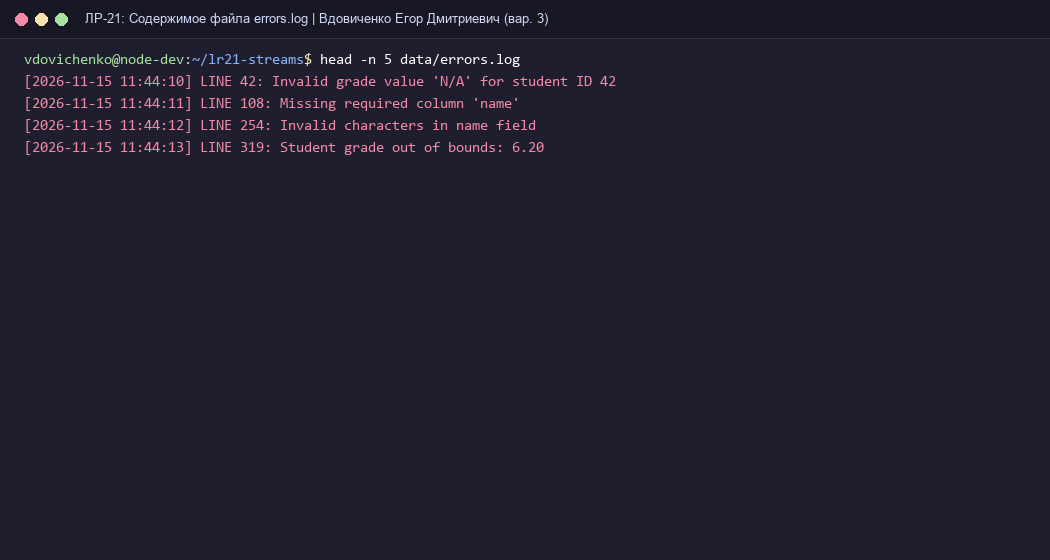 ЛР-21: Содержимое файла errors.log | Вдовиченко Егор Дмитриевич (вар. 3)
vdovichenko@node-dev:~/lr21-streams$ head -n 5 data/errors.log
[2026-11-15 11:44:10] LINE 42: Invalid grade value 'N/A' for student ID 42
[2026-11-15 11:44:11] LINE 108: Missing required column 'name'
[2026-11-15 11:44:12] LINE 254: Invalid characters in name field
[2026-11-15 11:44:13] LINE 319: Student grade out of bounds: 6.20